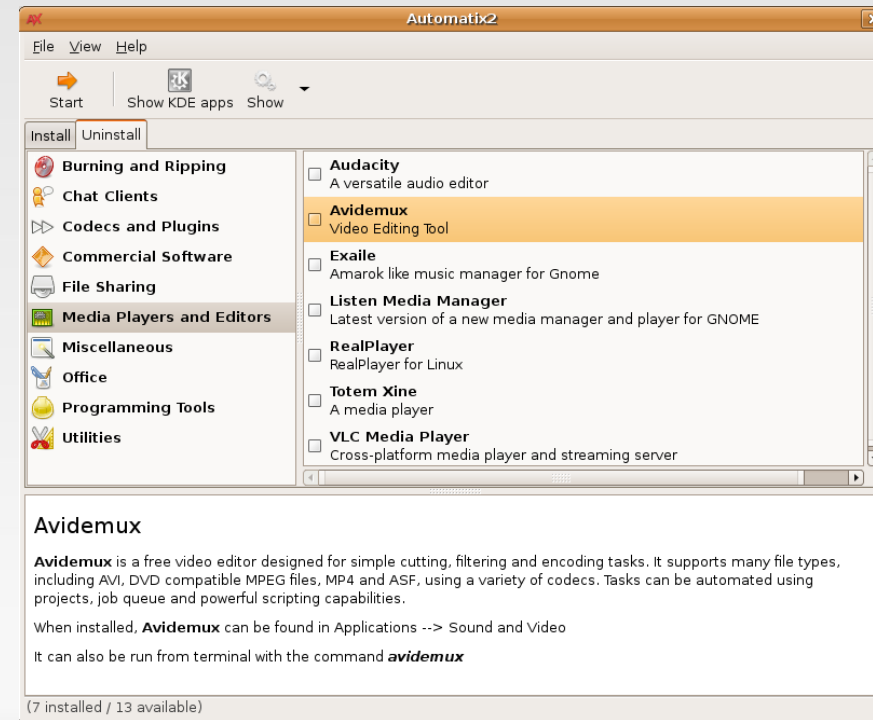 Automatix2
File View Help
Start Show KDE apps Show
Install Uninstall
Burning and Ripping
Chat Clients
Codecs and Plugins
Commercial Software
File Sharing
Media Players and Editors
Miscellaneous
Office
Programming Tools
Utilities
Audacity
A versatile audio editor
Avidemux
Video Editing Tool
Exaile
Amarok like music manager for Gnome
Listen Media Manager
Latest version of a new media manager and player for GNOME
RealPlayer
RealPlayer for Linux
Totem Xine
A media player
VLC Media Player
Cross-platform media player and streaming server
Avidemux
Avidemux is a free video editor designed for simple cutting, filtering and encoding tasks. It supports many file types,
including AVI, DVD compatible MPEG files, MP4 and ASF, using a variety of codecs. Tasks can be automated using
projects, job queue and powerful scripting capabilities.
When installed, Avidemux can be found in Applications --> Sound and Video
It can also be run from terminal with the command avidemux
(7 installed / 13 available)